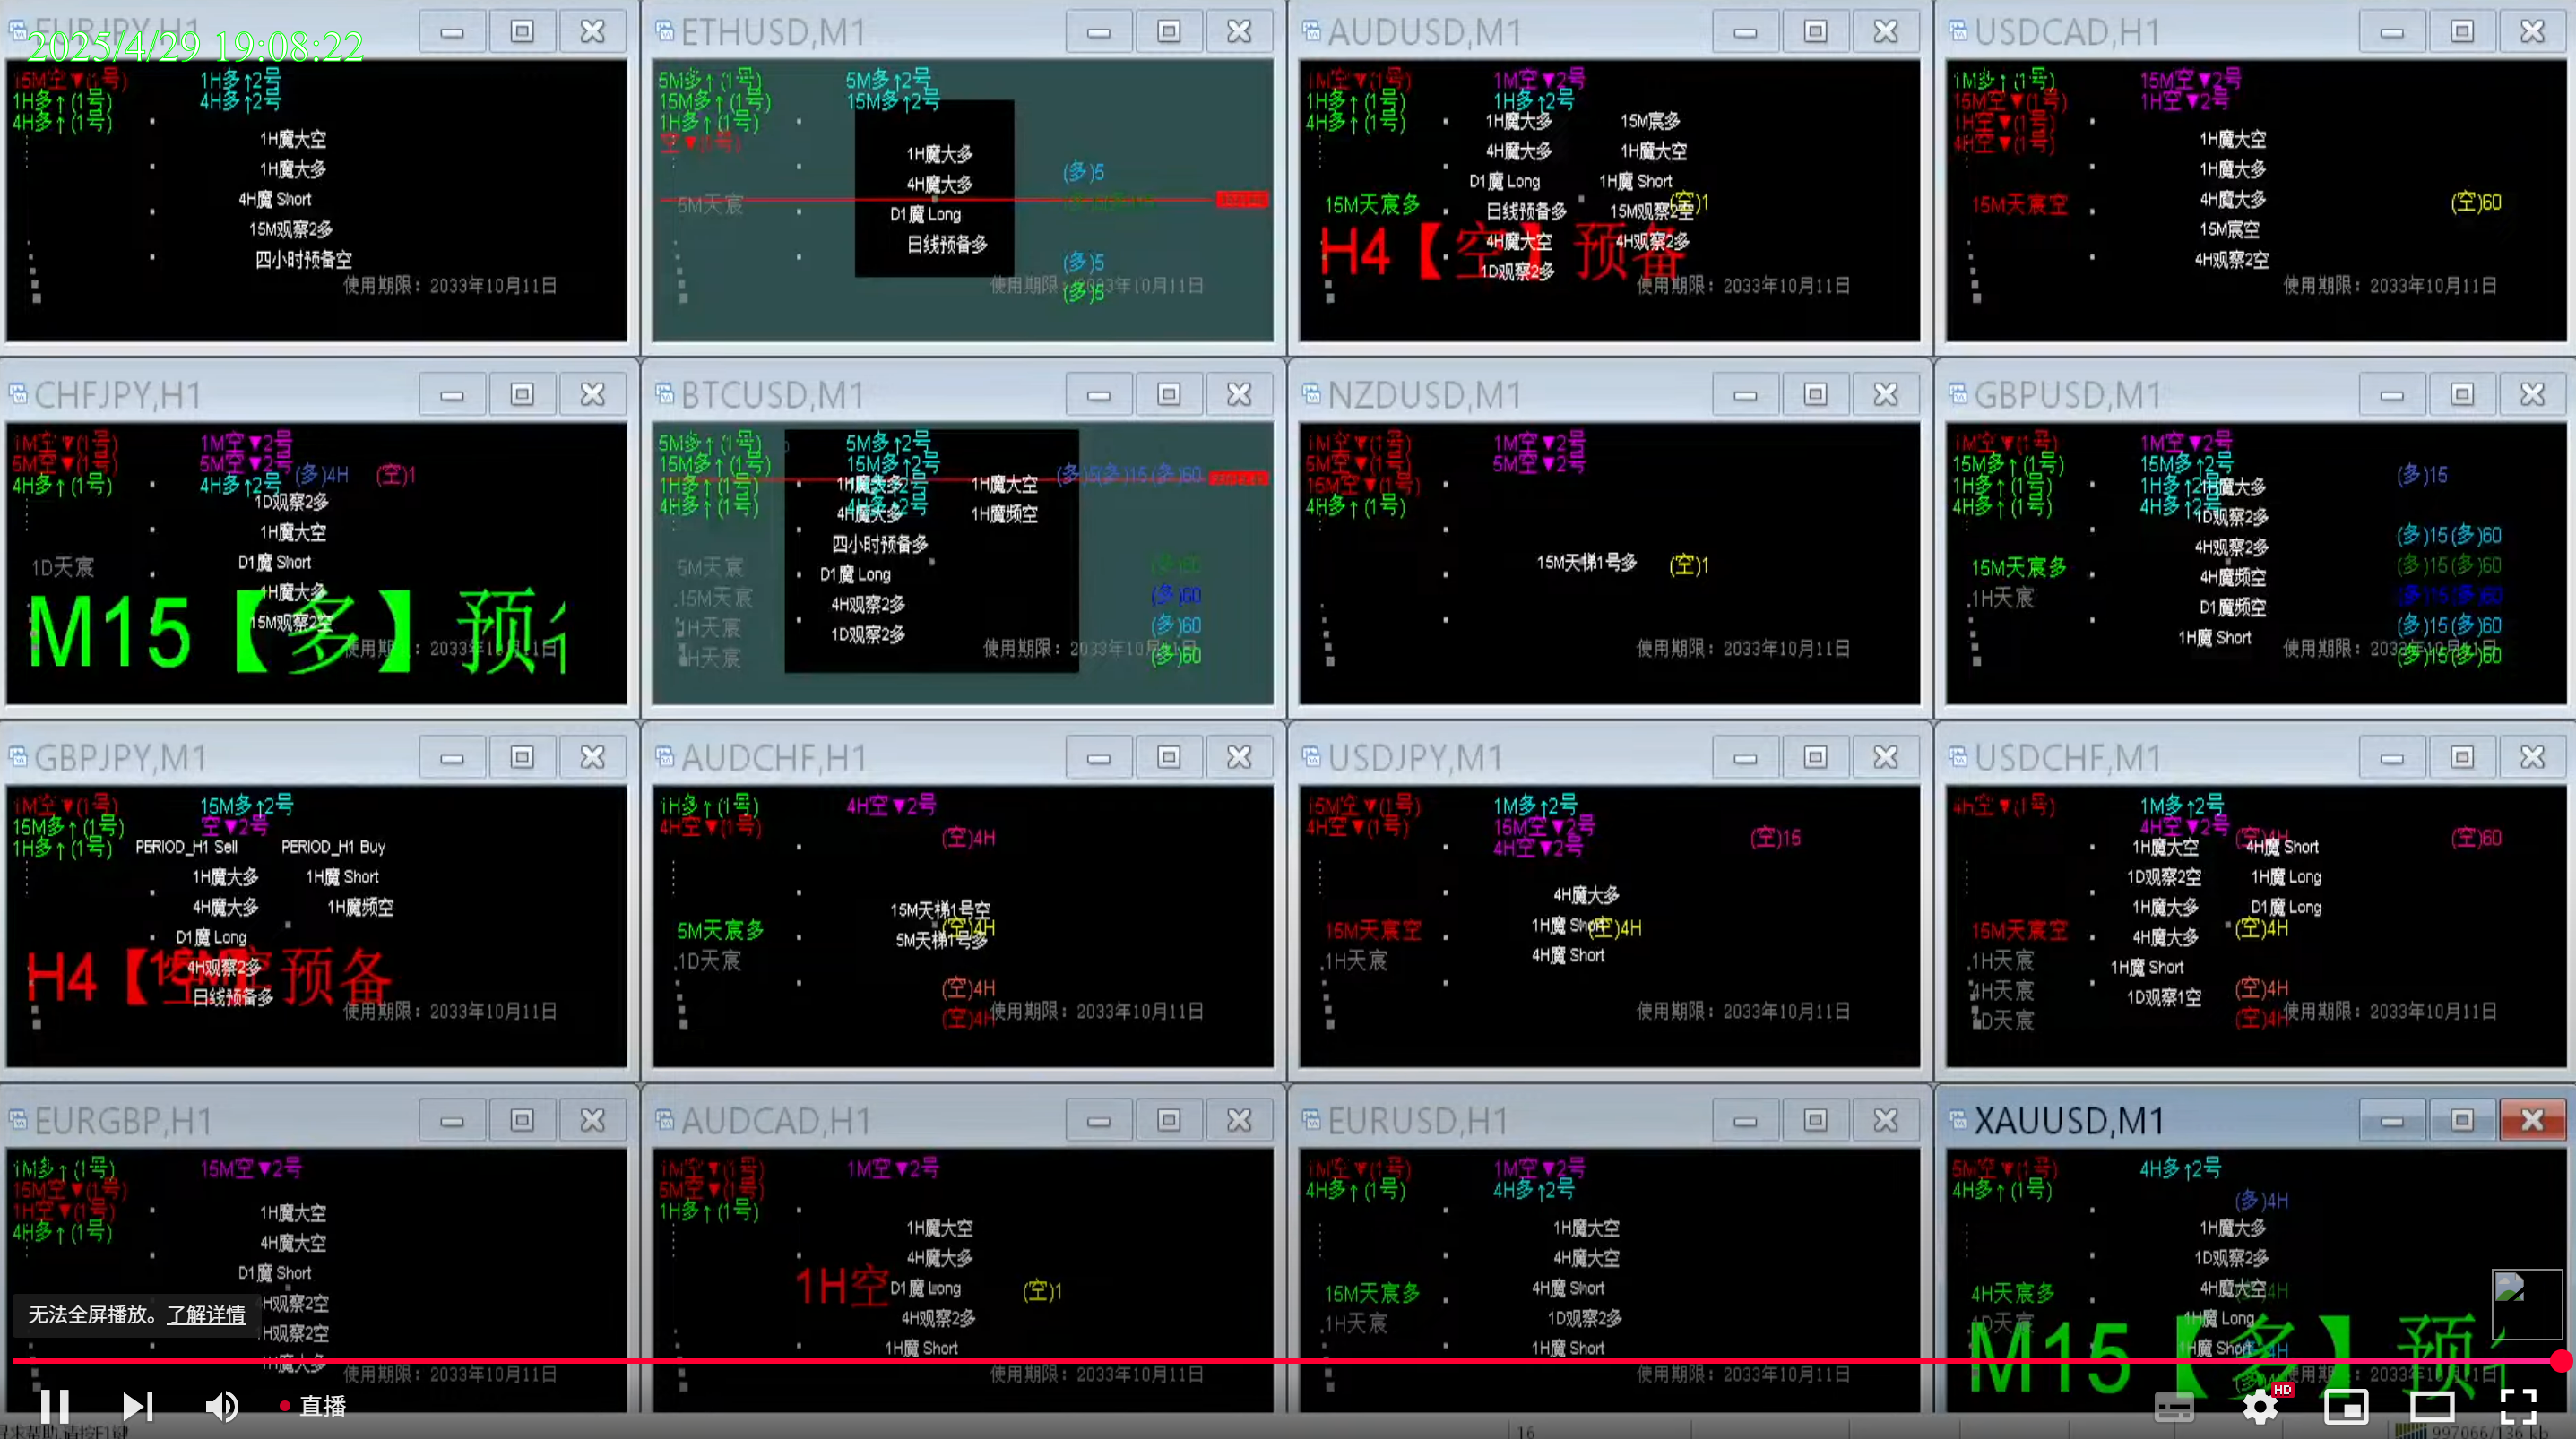 EURJPY,H1
2025/4/29 19:08:22
15M空▼(1号)
1H多↑2号
1H多↑(1号)
4H多↑2号
4H多↑(1号)
1H魔大空
1H魔大多
4H魔 Short
15M观察2多
四小时预备空
使用期限：2033年10月11日
ETHUSD,M1
5M多↑(1号)
5M多↑2号
15M多↑(1号)
15M多↑2号
1H多↑(1号)
空▼(1号)
1H魔大多
(多)5
4H魔大多
5M天宸
D1魔 Long
日线预备多
(多)5
使用期限：2033年10月11日
(多)5
AUDUSD,M1
1M空▼(1号)
1M空▼2号
1H多↑(1号)
1H多↑2号
4H多↑(1号)
1H魔大多
15M宸多
4H魔大多
1H魔大空
D1魔 Long
1H魔 Short
15M天宸多
日线预备多
15M观察2空
(空)1
H4【空】预备
4H魔大空
4H观察2多
1D观察2多
使用期限：2033年10月11日
USDCAD,H1
1M多↑(1号)
15M空▼2号
15M空▼(1号)
1H空▼2号
1H空▼(1号)
4H空▼(1号)
1H魔大空
1H魔大多
4H魔大多
15M天宸空
(空)60
15M宸空
4H观察2空
使用期限：2033年10月11日
CHFJPY,H1
1M空▼(1号)
1M空▼2号
5M空▼(1号)
5M空▼2号
(多)4H
(空)1
4H多↑(1号)
4H多↑2号
1D观察2多
1H魔大空
D1魔 Short
1D天宸
1H魔大多
15M观察2空
M15【多】预
使用期限：2033年10月11日
BTCUSD,M1
5M多↑(1号)
5M多↑2号
15M多↑(1号)
15M多↑2号
(多)5(多)15(多)60
1H多↑(1号)
1H魔大多
1H魔大空
4H多↑(1号)
4H魔大多
1H魔频空
四小时预备多
5M天宸
D1魔 Long
(多)60
15M天宸
4H观察2多
(多)60
1H天宸
1D观察2多
(多)60
H天宸
使用期限：2033年10月11日
(多)60
NZDUSD,M1
1M空▼(1号)
1M空▼2号
5M空▼(1号)
5M空▼2号
15M空▼(1号)
4H多↑(1号)
15M天梯1号多
(空)1
使用期限：2033年10月11日
GBPUSD,M1
1M空▼(1号)
1M空▼2号
15M多↑(1号)
15M多↑2号
(多)15
1H多↑(1号)
1H多↑2号
1H魔大多
4H多↑(1号)
4H多↑2号
1D观察2多
4H观察2多
(多)15(多)60
15M天宸多
4H魔频空
(多)15(多)60
1H天宸
D1魔频空
(多)15(多)60
1H魔 Short
(多)15(多)60
使用期限：2033年10月11日
(多)15(多)60
GBPJPY,M1
1M空▼(1号)
15M多↑2号
15M多↑(1号)
空▼2号
1H多↑(1号)
PERIOD_H1 Sell
PERIOD_H1 Buy
1H魔大多
1H魔 Short
4H魔大多
1H魔频空
D1魔 Long
4H观察2多
H4【空】预备
日线预备多
使用期限：2033年10月11日
AUDCHF,H1
1H多↑(1号)
4H空▼2号
4H空▼(1号)
(空)4H
15M天梯1号空
5M天宸多
(空)4H
5M天梯1号多
1D天宸
(空)4H
(空)4H
使用期限：2033年10月11日
USDJPY,M1
15M空▼(1号)
1M多↑2号
4H空▼(1号)
15M空▼2号
(空)15
4H空▼2号
4H魔大多
15M天宸空
1H魔 Short
(空)4H
1H天宸
4H魔 Short
使用期限：2033年10月11日
USDCHF,M1
4H空▼(1号)
1M多↑2号
4H空▼2号
(空)4H
(空)60
1H魔大空
4H魔 Short
1D观察2空
1H魔 Long
1H魔大多
D1魔 Long
15M天宸空
4H魔大多
(空)4H
1H天宸
1H魔 Short
4H天宸
1D观察1空
(空)4H
D天宸
(空)4H
使用期限：2033年10月11日
EURGBP,H1
1M多↑(1号)
15M空▼2号
15M空▼(1号)
1H空▼(1号)
4H多↑(1号)
1H魔大空
4H魔大空
D1魔 Short
H观察2空
H观察2空
1H魔大多
使用期限：2033年10月11日
AUDCAD,H1
1M空▼(1号)
1M空▼2号
5M空▼(1号)
1H多↑(1号)
1H魔大空
4H魔大多
1H空
D1魔 Long
(空)1
4H观察2多
1H魔 Short
使用期限：2033年10月11日
EURUSD,H1
1M空▼(1号)
1M空▼2号
4H多↑(1号)
4H多↑2号
1H魔大空
4H魔大空
15M天宸多
4H魔 Short
1H天宸
1D观察2多
1H魔 Short
使用期限：2033年10月11日
XAUUSD,M1
5M空▼(1号)
4H多↑2号
4H多↑(1号)
(多)4H
1H魔大多
1D观察2多
4H天宸多
4H魔大空
1D天宸
1H魔 Long
1H魔 Short
M15【多】预
使用期限：2033年10月11日
无法全屏播放。了解详情
直播
HD
16
997066/136 kb